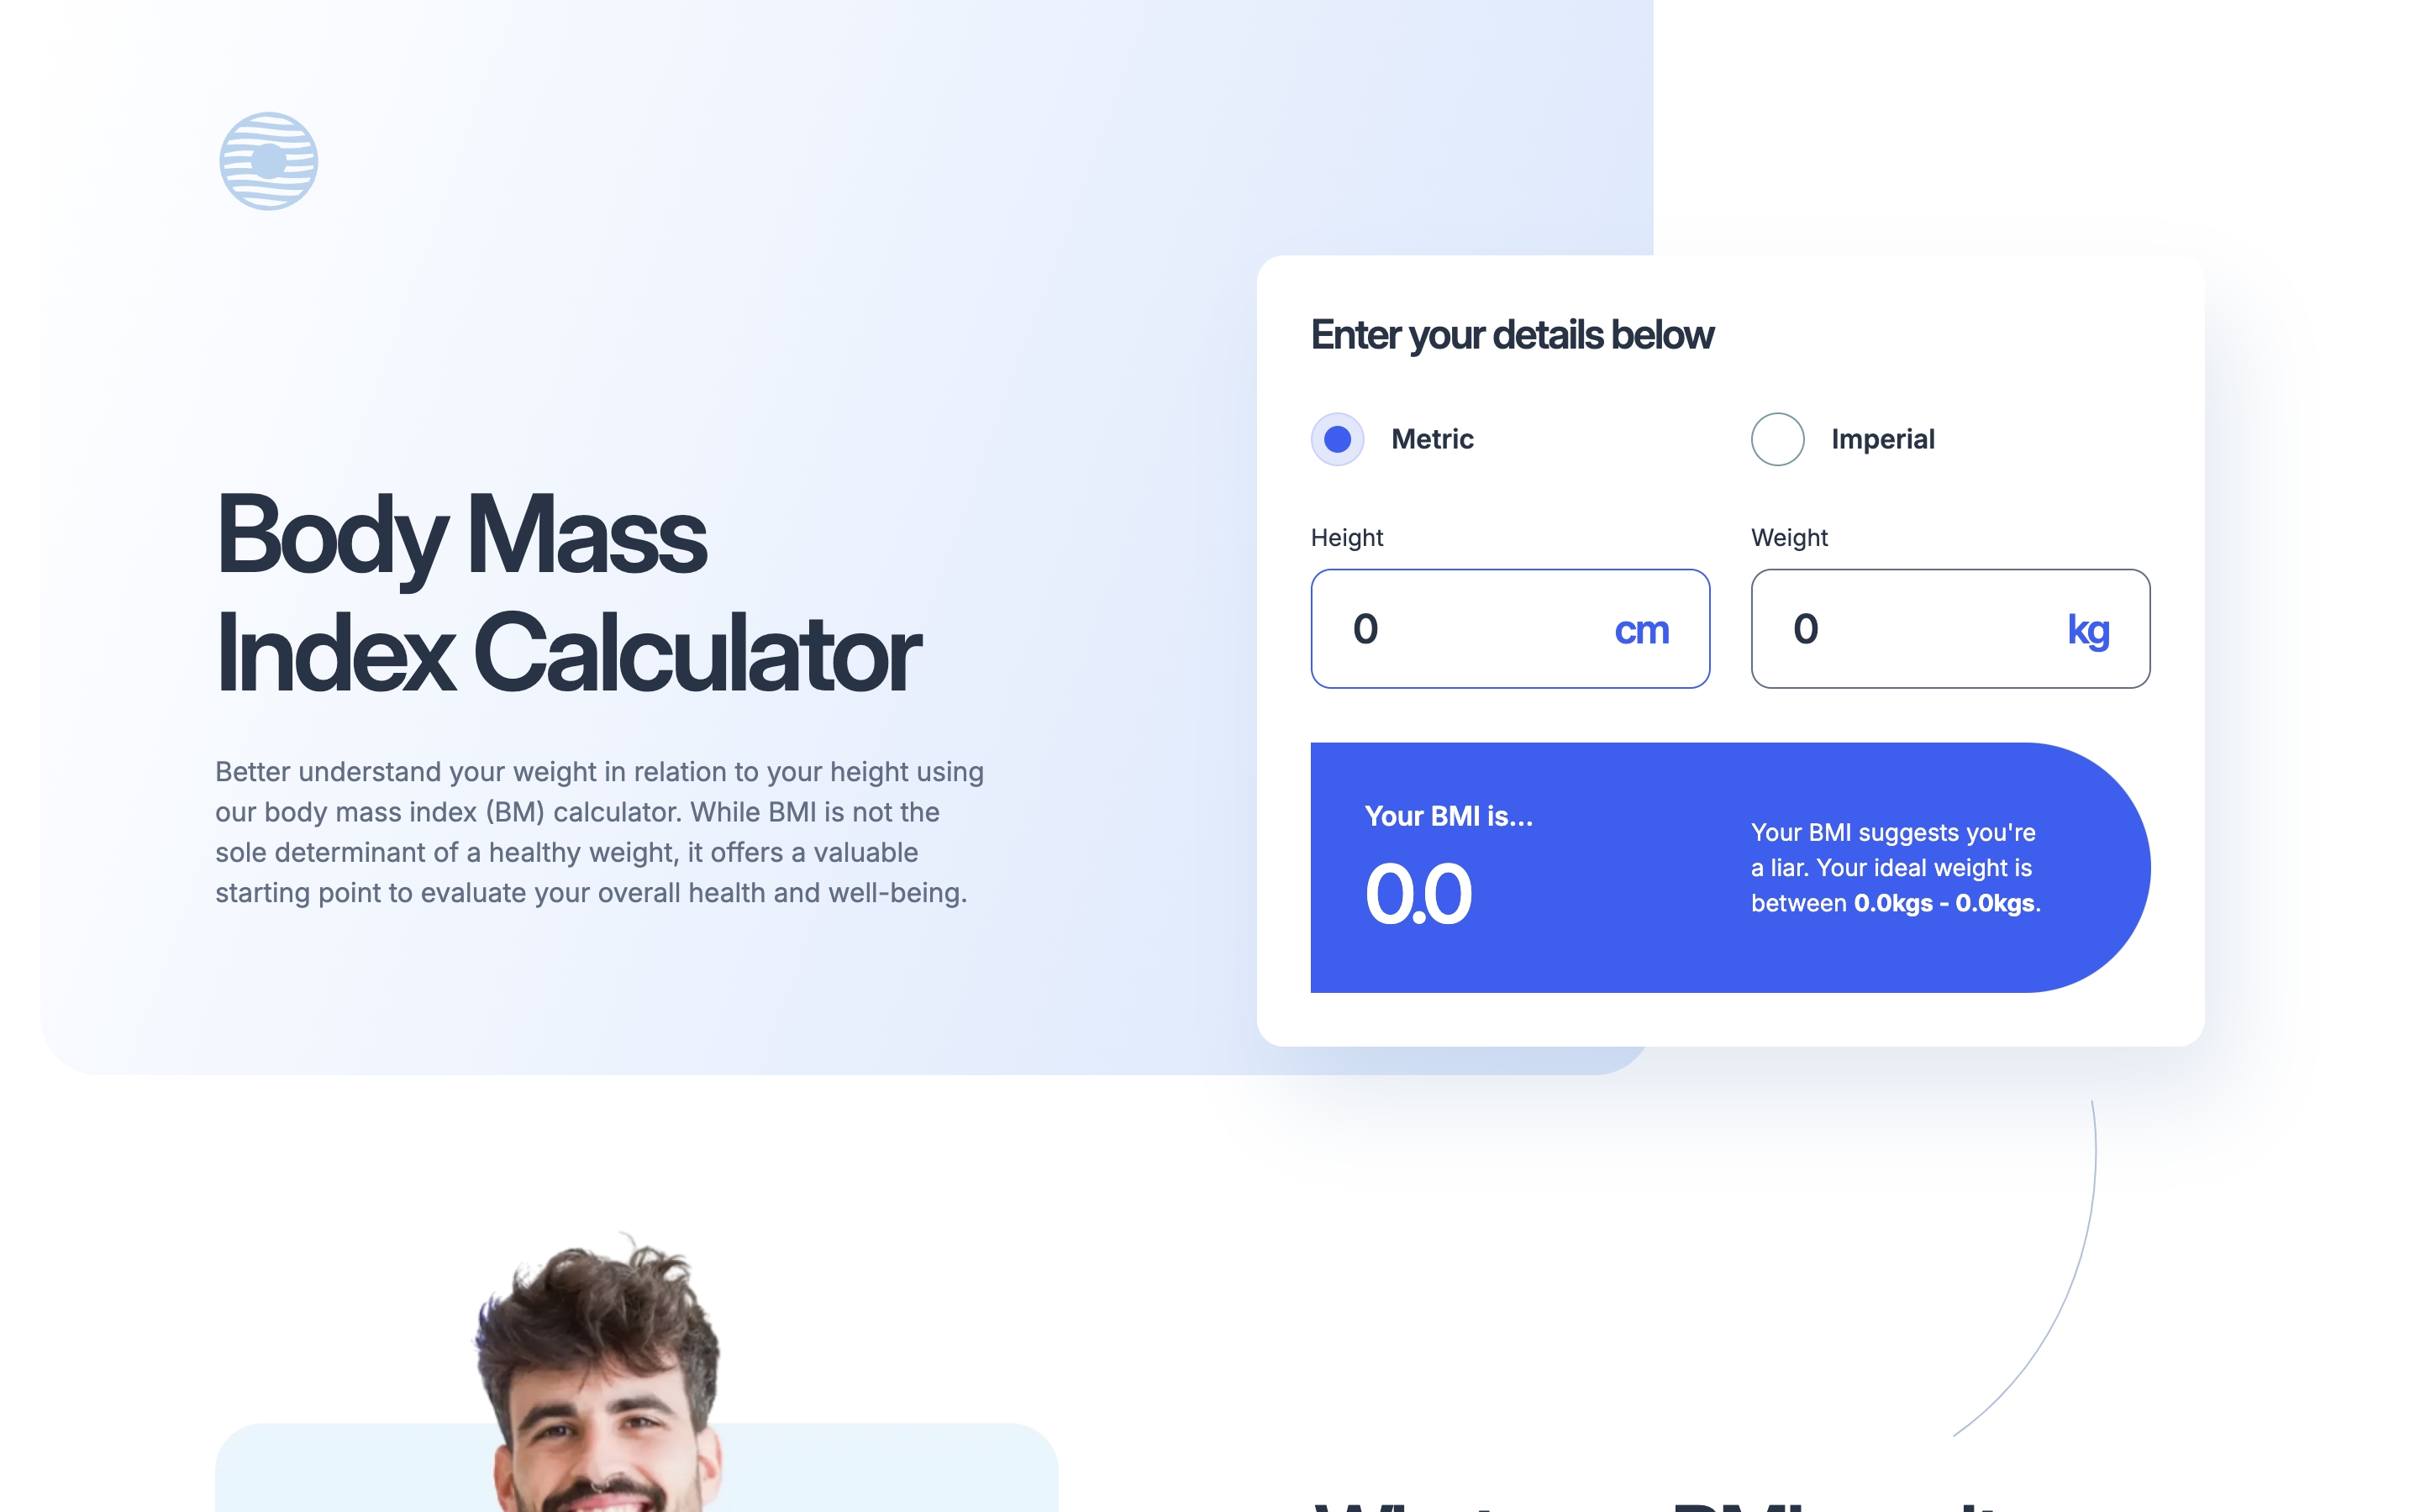 Body Mass
Index Calculator
Better understand your weight in relation to your height using
our body mass index (BM) calculator. While BMI is not the
sole determinant of a healthy weight, it offers a valuable
starting point to evaluate your overall health and well-being.
Enter your details below
Metric
Imperial
Height
Weight
0 cm
0 kg
Your BMI is...
0.0
Your BMI suggests you're
a liar. Your ideal weight is
between 0.0kgs - 0.0kgs.